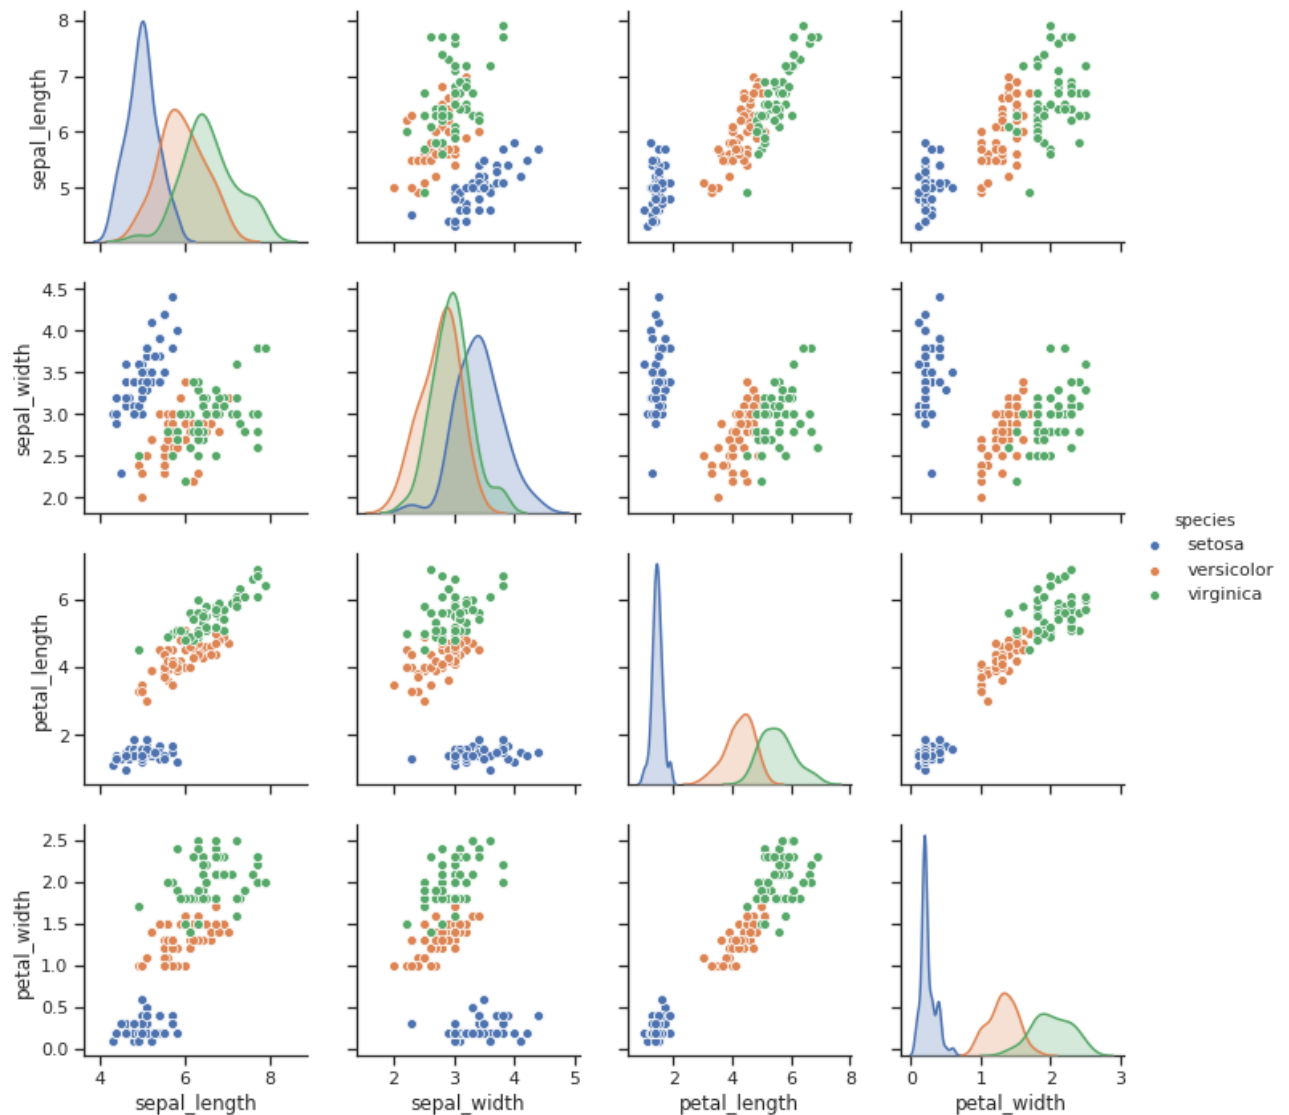 8
7
6
5
sepal_length
4.5
4.0
3.5
3.0
2.5
2.0
sepal_width
species
setosa
versicolor
virginica
6
4
2
petal_length
2.5
2.0
1.5
1.0
0.5
0.0
petal_width
4 6 8 2 3 4 5 2 4 6 8 0 1 2 3
sepal_length sepal_width petal_length petal_width